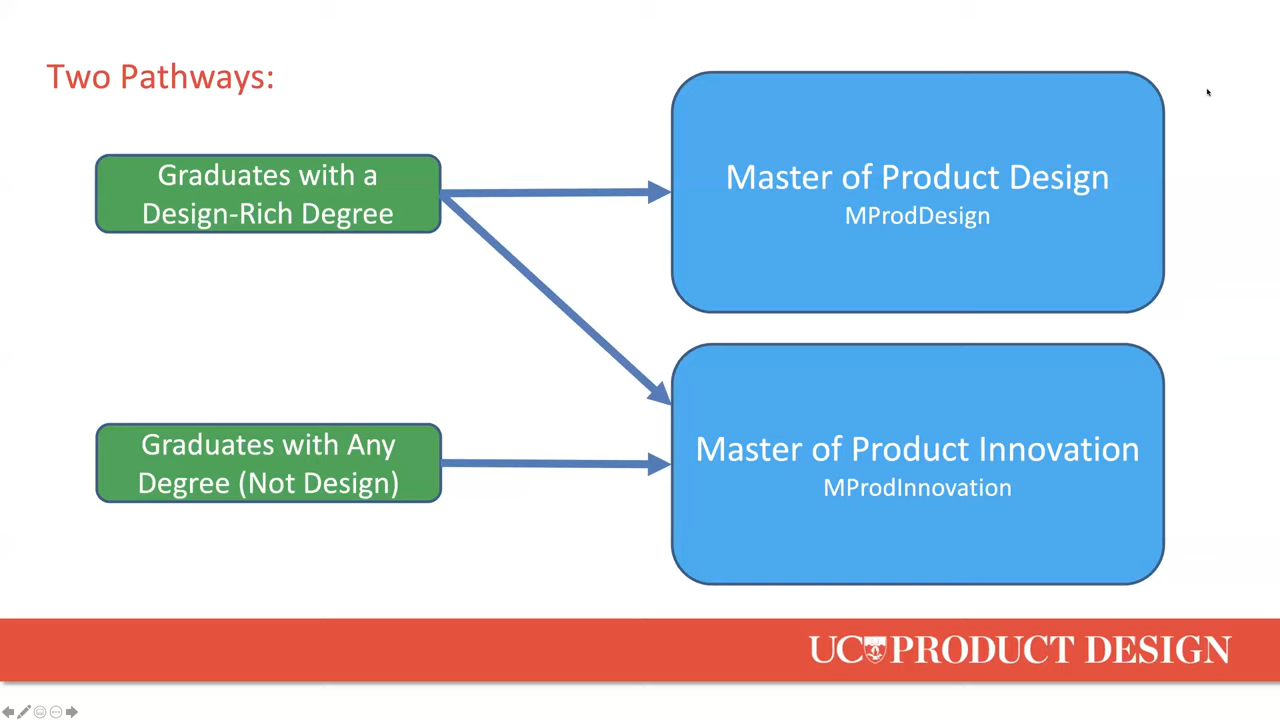 Two Pathways:
Graduates with a
Design-Rich Degree
Master of Product Design
MProdDesign
Graduates with Any
Degree (Not Design)
Master of Product Innovation
MProdInnovation
UC PRODUCT DESIGN